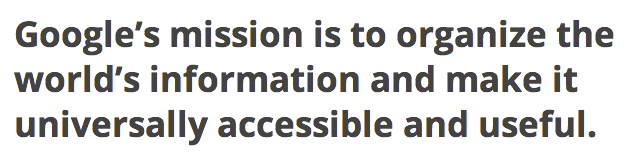 Google’s mission is to organize the
world’s information and make it
universally accessible and useful.